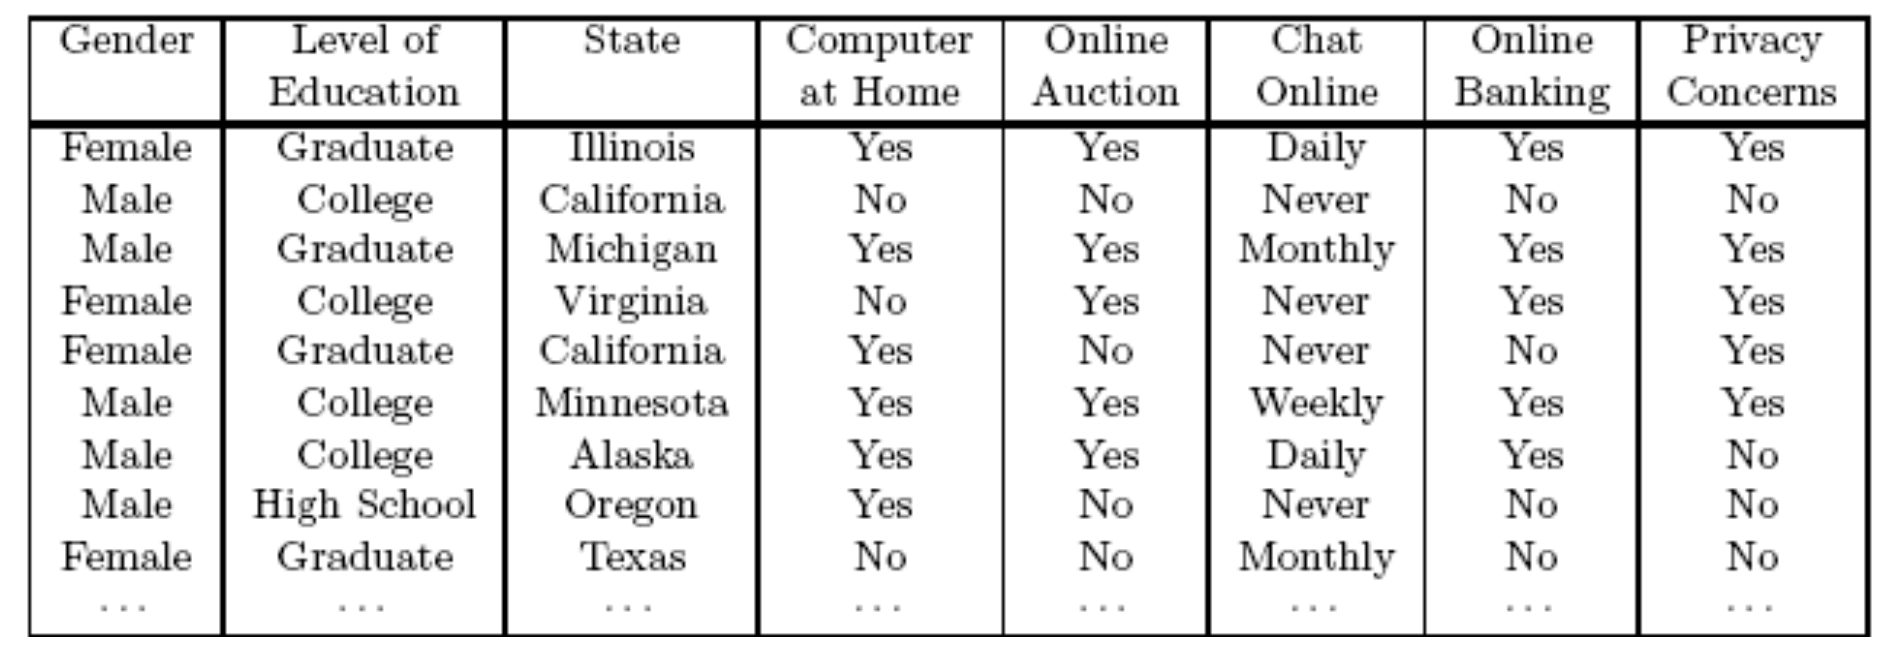 Gender Level of Education State Computer at Home Online Auction Chat Online Online Banking Privacy Concerns
Female Graduate Illinois Yes Yes Daily Yes Yes
Male College California No No Never No No
Male Graduate Michigan Yes Yes Monthly Yes Yes
Female College Virginia No Yes Never Yes Yes
Female Graduate California Yes No Never No Yes
Male College Minnesota Yes Yes Weekly Yes Yes
Male College Alaska Yes Yes Daily Yes No
Male High School Oregon Yes No Never No No
Female Graduate Texas No No Monthly No No
... ... ... ... ... ... ... ...